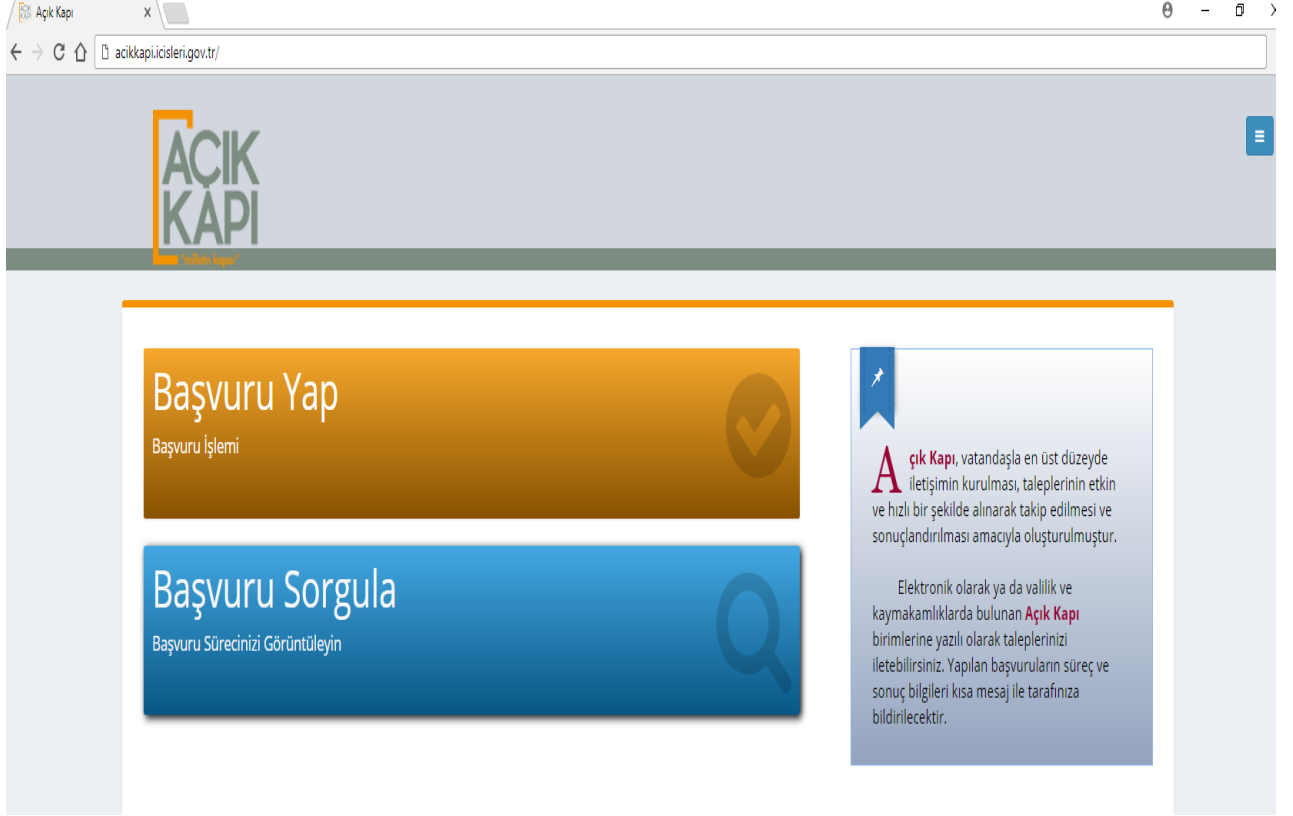 Açık Kapı
acikkapi.icisleri.gov.tr/
AÇIK
KAPI
"milletin kapısı"
Başvuru Yap
Başvuru İşlemi
Başvuru Sorgula
Başvuru Sürecinizi Görüntüleyin
Açık Kapı, vatandaşla en üst düzeyde
iletişimin kurulması, taleplerinin etkin
ve hızlı bir şekilde alınarak takip edilmesi ve
sonuçlandırılması amacıyla oluşturulmuştur.
Elektronik olarak ya da valilik ve
kaymakamlıklarda bulunan Açık Kapı
birimlerine yazılı olarak taleplerinizi
iletebilirsiniz. Yapılan başvuruların süreç ve
sonuç bilgileri kısa mesaj ile tarafınıza
bildirilecektir.